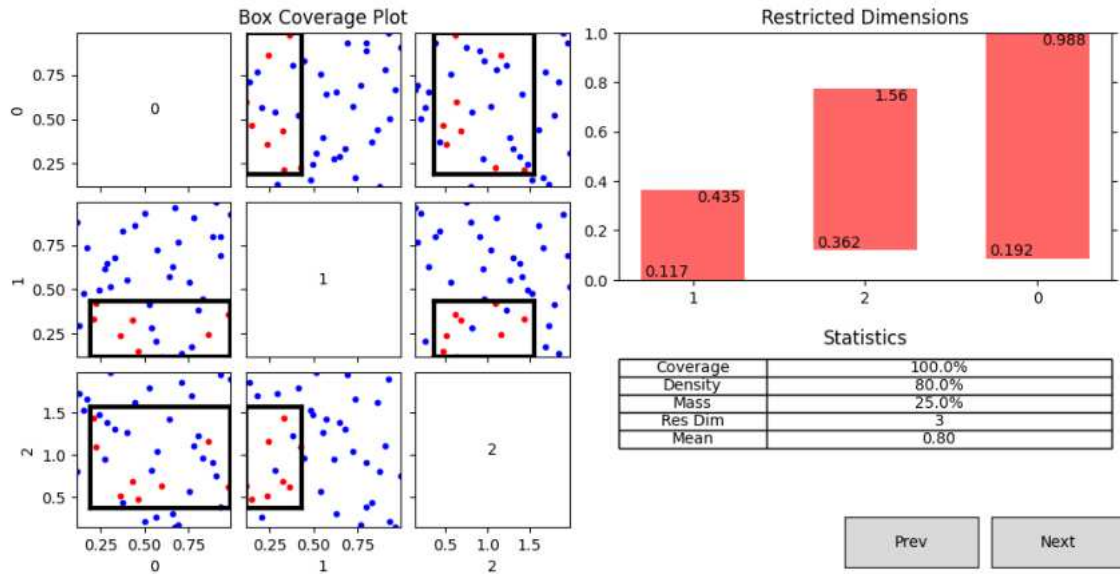 Box Coverage Plot
0.75
0.50
0.25
0
0
0.75
0.50
0.25
1
1
1.5
1.0
0.5
2
2
0.25 0.50 0.75
0.25 0.50 0.75
0.5 1.0 1.5
0
1
2
Restricted Dimensions
1.0
0.8
0.6
0.4
0.2
0.0
0.988
1.56
0.435
0.362
0.192
0.117
1 2 0
Statistics
Coverage 100.0%
Density 80.0%
Mass 25.0%
Res Dim 3
Mean 0.80
Prev Next